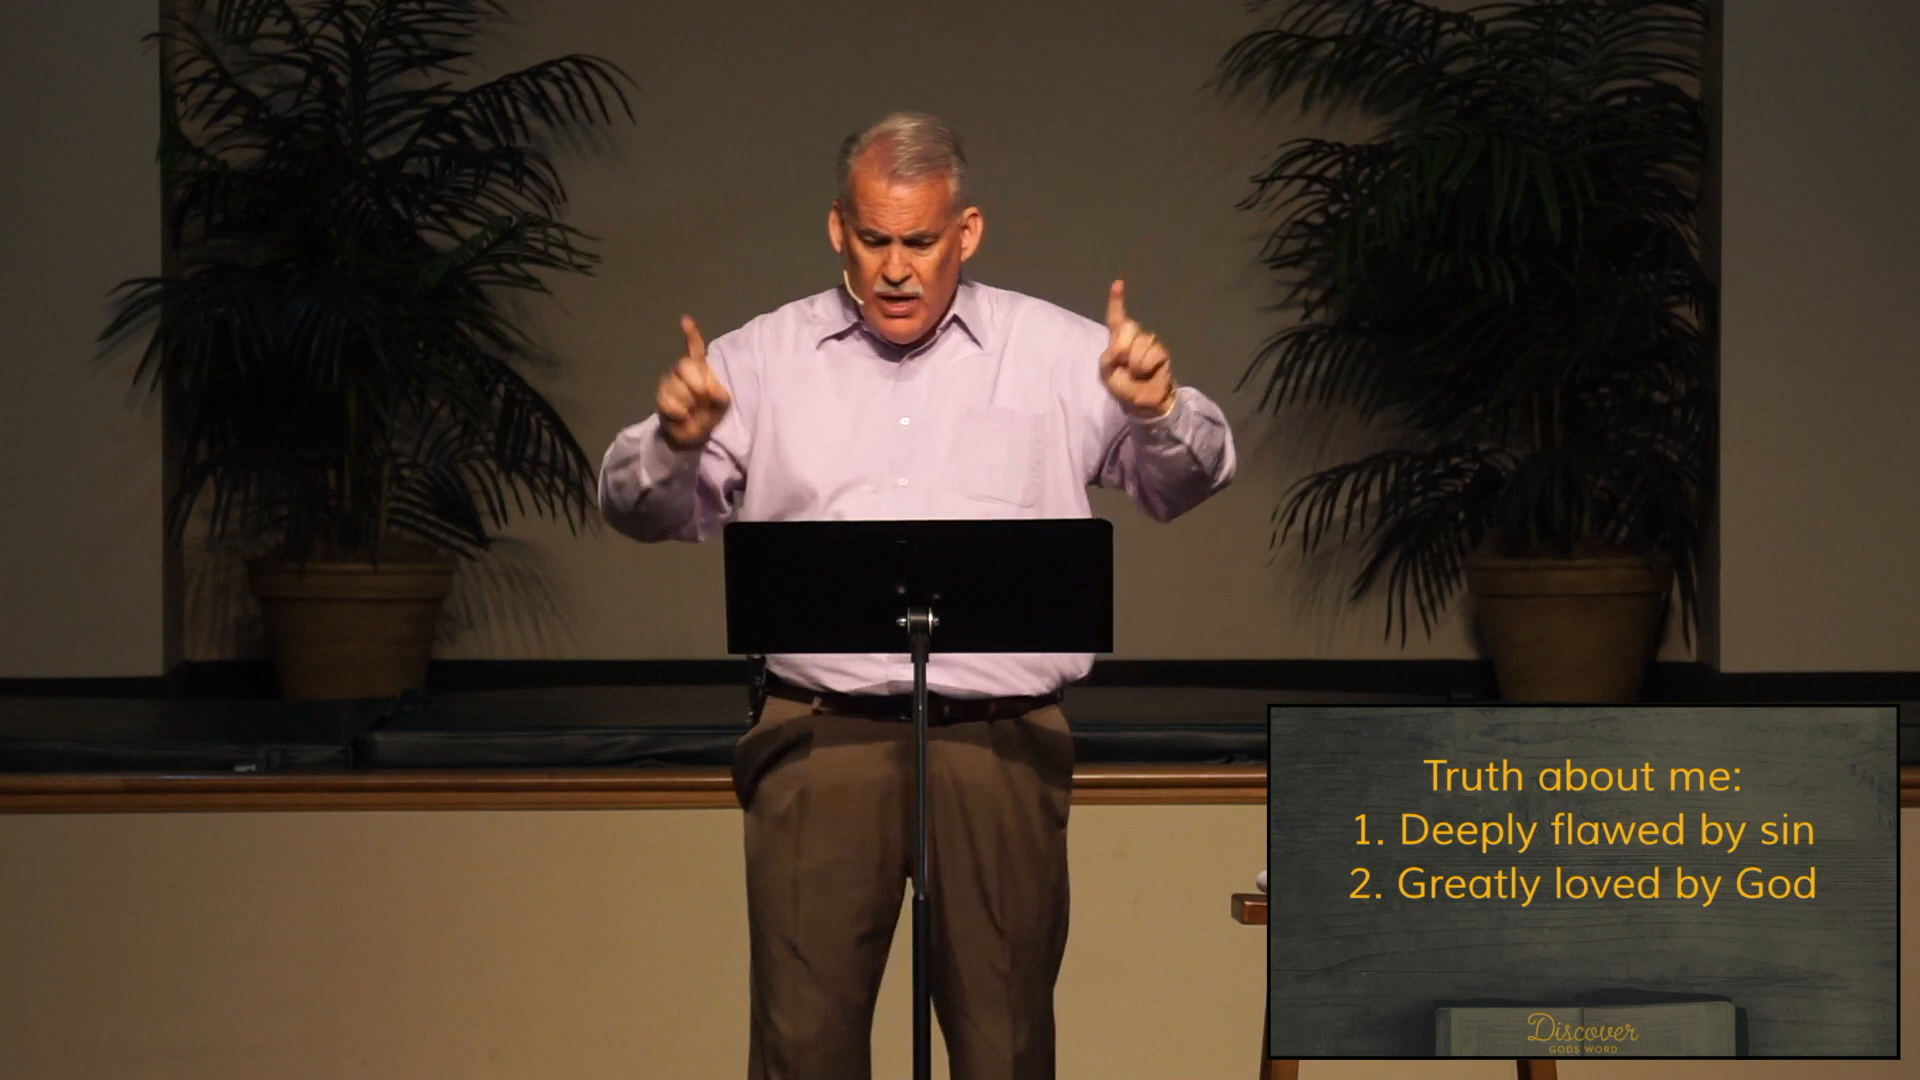 Truth about me:
1. Deeply flawed by sin
2. Greatly loved by God
Discover
GODS WORD